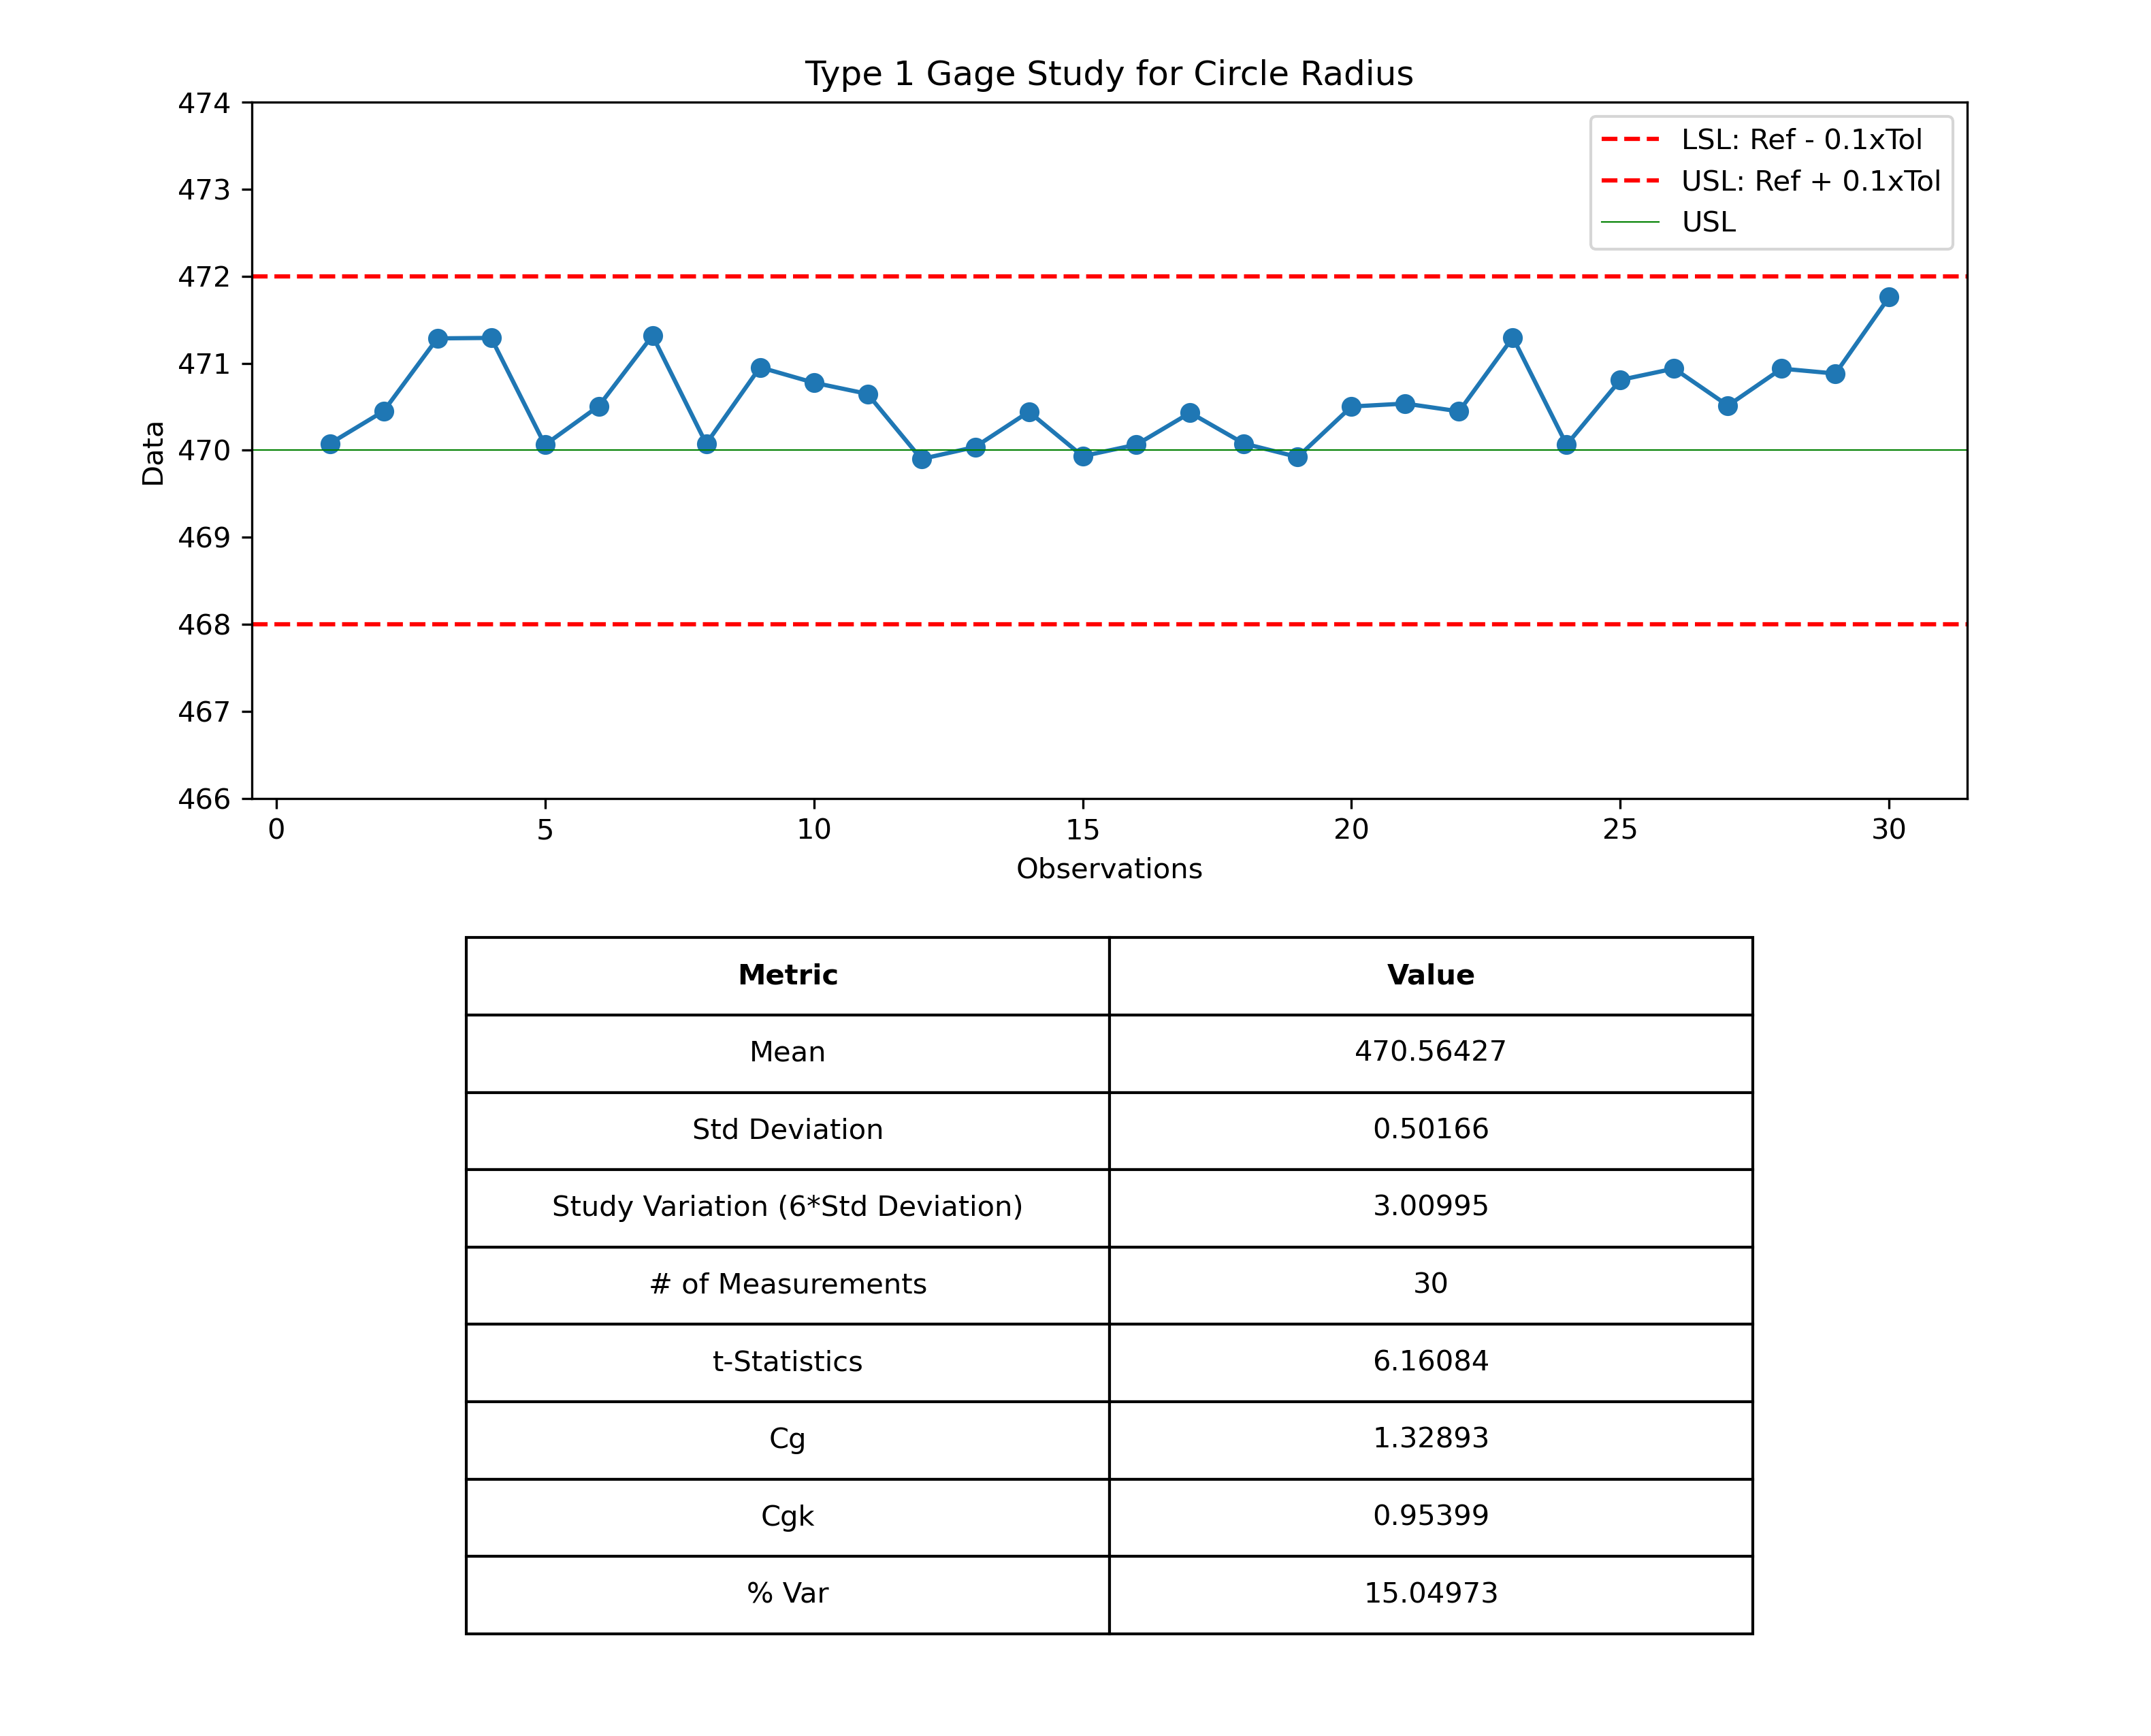 Type 1 Gage Study for Circle Radius
474
473
472
471
470
469
468
467
466
Data
LSL: Ref - 0.1xTol
USL: Ref + 0.1xTol
USL
0 5 10 15 20 25 30
Observations
Metric Value
Mean 470.56427
Std Deviation 0.50166
Study Variation (6*Std Deviation) 3.00995
# of Measurements 30
t-Statistics 6.16084
Cg 1.32893
Cgk 0.95399
% Var 15.04973